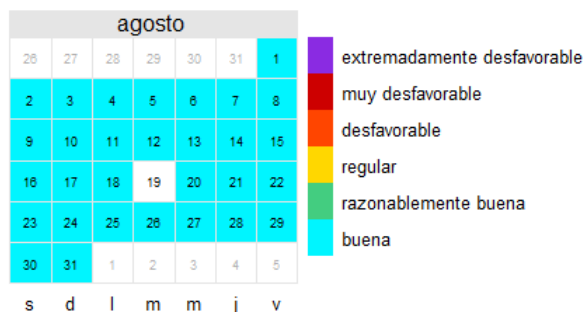 agosto
26 27 28 29 30 31 1
2 3 4 5 6 7 8
9 10 11 12 13 14 15
16 17 18 19 20 21 22
23 24 25 26 27 28 29
30 31 1 2 3 4 5
s d l m m j v
extremadamente desfavorable
muy desfavorable
desfavorable
regular
razonablemente buena
buena